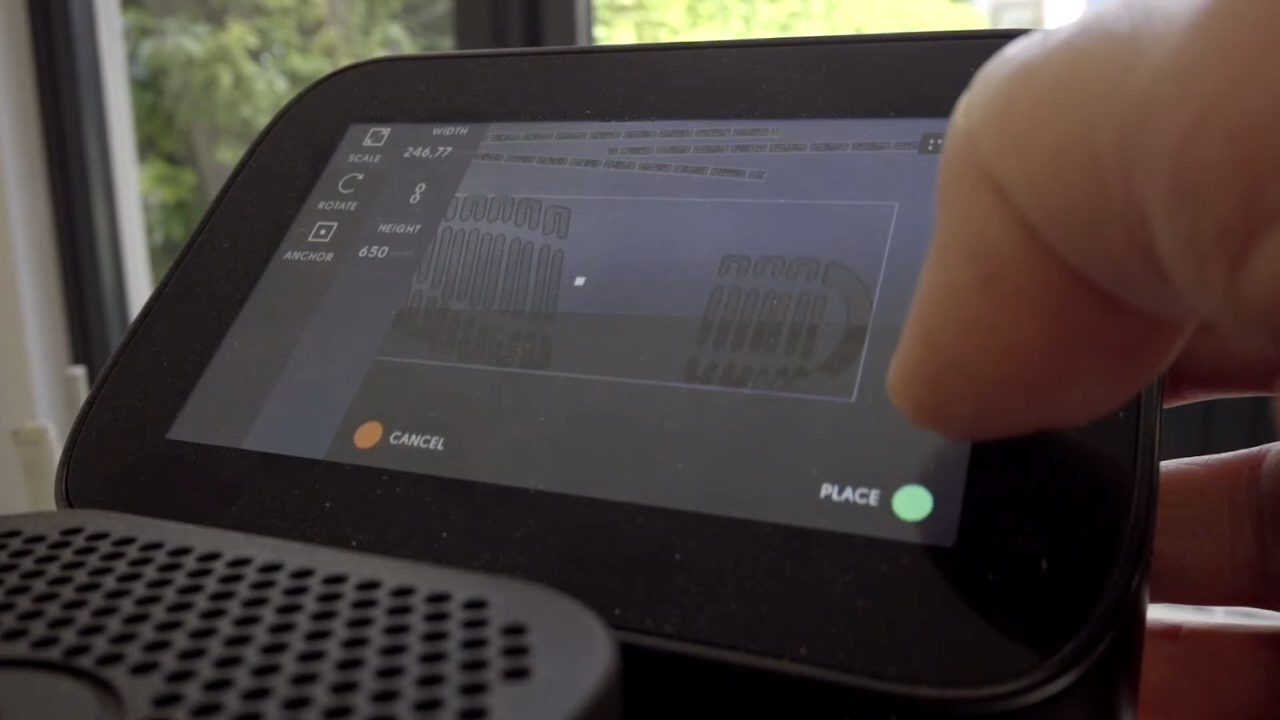 SCALE
WIDTH
246,77
ROTATE
HEIGHT
650
ANCHOR
CANCEL
PLACE